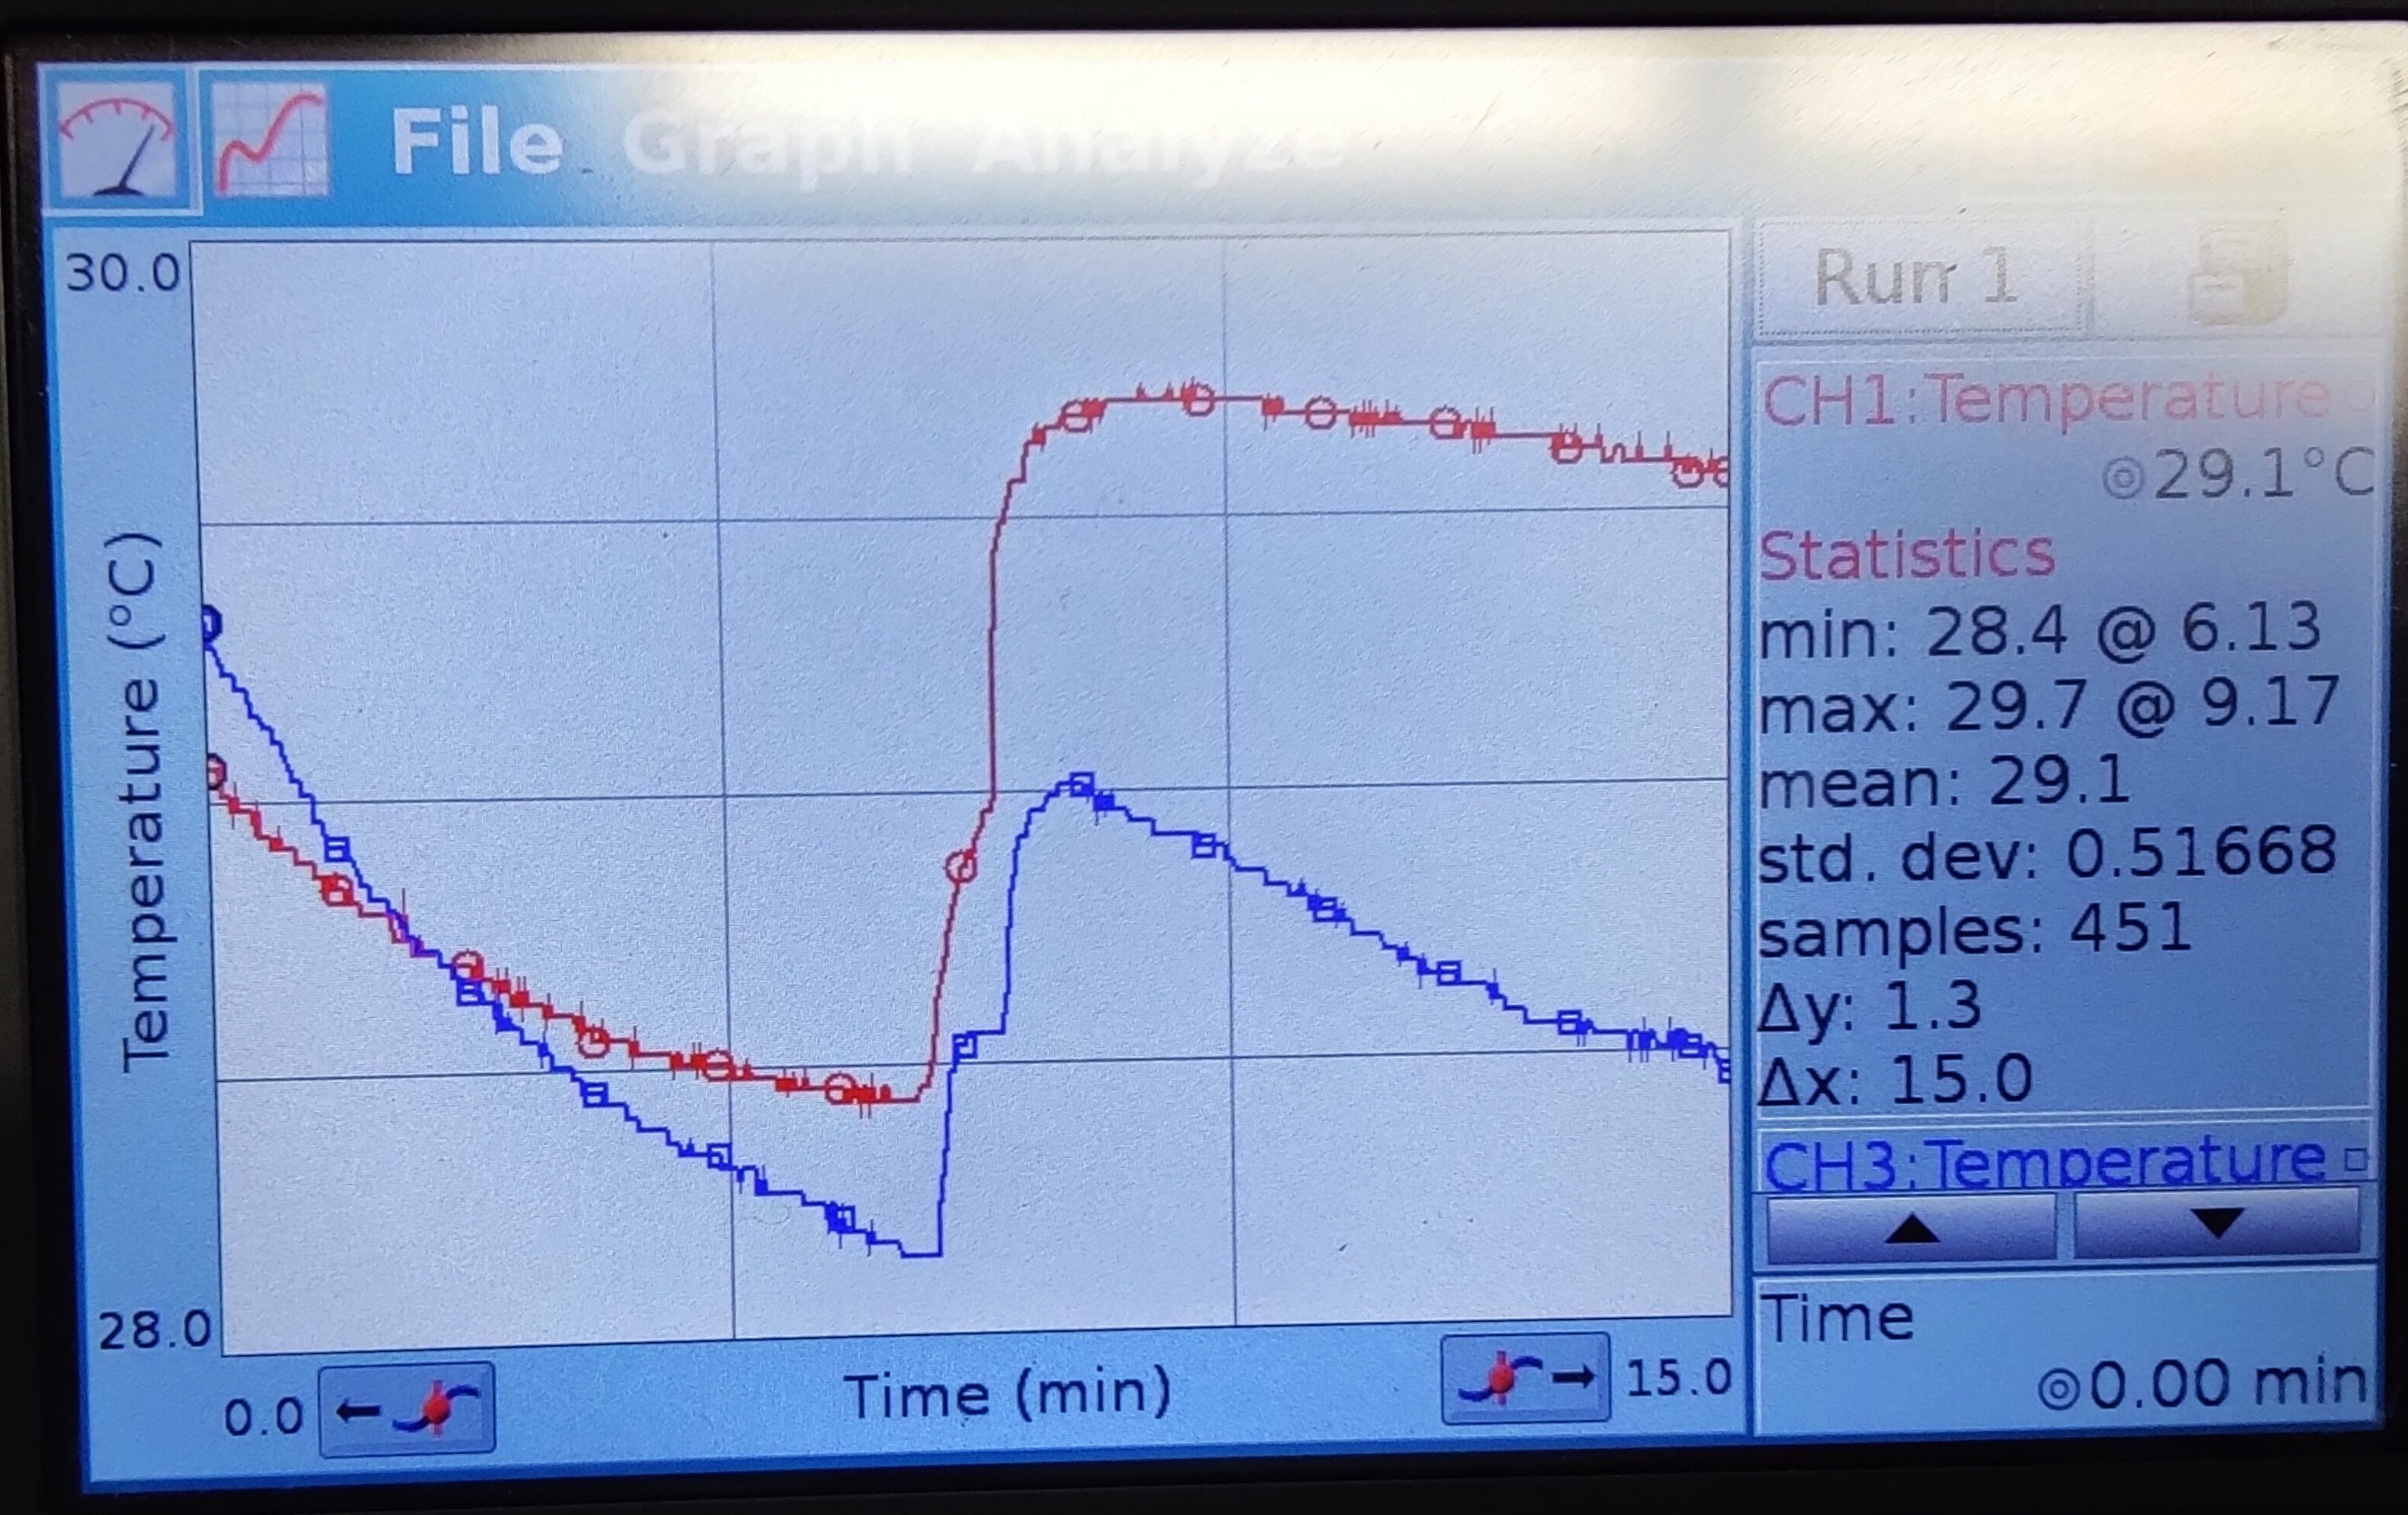 File Graph Analyze
30.0
Temperature (°C)
28.0
0.0
Time (min)
15.0
Run 1
CH1:Temperature
29.1°C
Statistics
min: 28.4 @ 6.13
max: 29.7 @ 9.17
mean: 29.1
std. dev: 0.51668
samples: 451
Δy: 1.3
Δx: 15.0
CH3:Temperature
Time
0.00 min